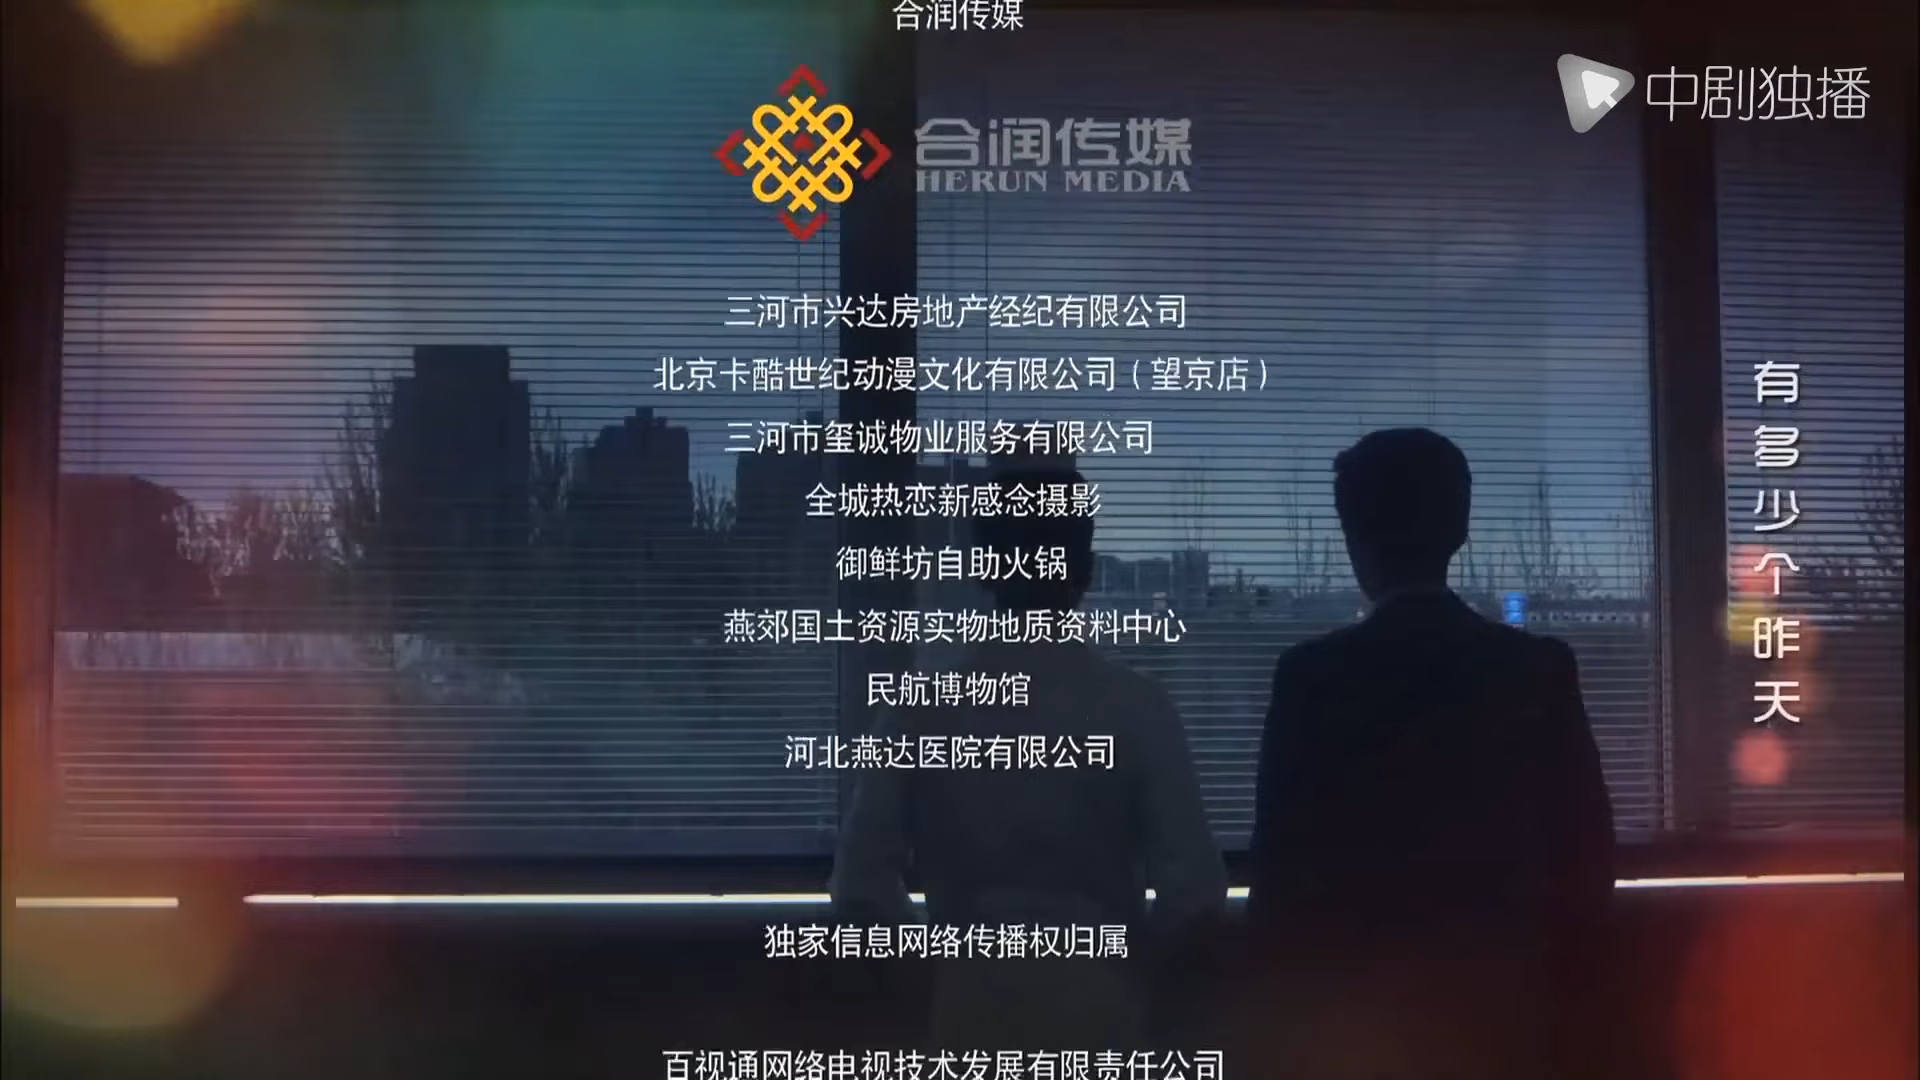 合润传媒
中剧独播
合润传媒
HERUN MEDIA
三河市兴达房地产经纪有限公司
北京卡酷世纪动漫文化有限公司（望京店）
三河市玺诚物业服务有限公司
全城热恋新感念摄影
御鲜坊自助火锅
燕郊国土资源实物地质资料中心
民航博物馆
河北燕达医院有限公司
有多少个昨天
独家信息网络传播权归属
百视通网络电视技术发展有限责任公司